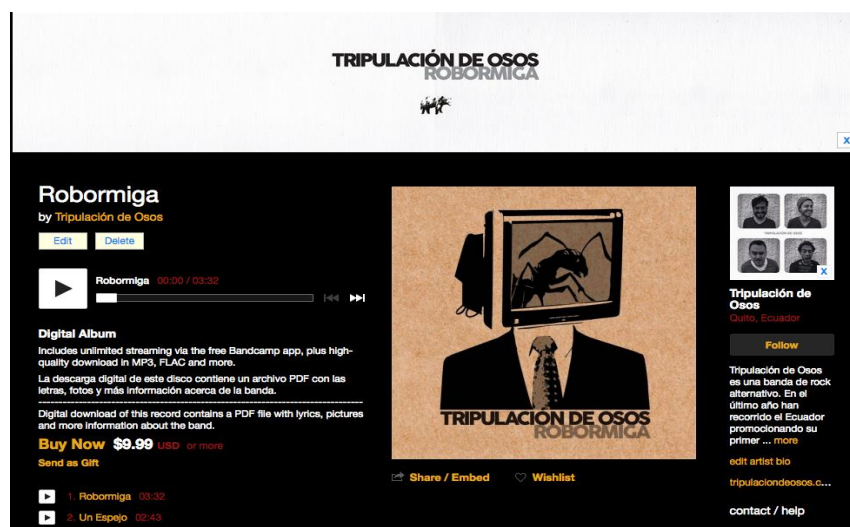 TRIPULACIÓN DE OSOS
ROBORMIGA
x
Robormiga
by Tripulación de Osos
Edit Delete
Robormiga 00:00 / 03:32
Digital Album
Includes unlimited streaming via the free Bandcamp app, plus high-
quality download in MP3, FLAC and more.
La descarga digital de este disco contiene un archivo PDF con las
letras, fotos y más información acerca de la banda.
Digital download of this record contains a PDF file with lyrics, pictures
and more information about the band.
Buy Now $9.99 USD or more
Send as Gift
1. Robormiga 03:32
2. Un Espejo 02:43
TRIPULACIÓN DE OSOS
ROBORMIGA
Share / Embed Wishlist
TRIPULACIÓN DE OSOS
x
Tripulación de
Osos
Quito, Ecuador
Follow
Tripulación de Osos
es una banda de rock
alternativo. En el
último año han
recorrido el Ecuador
promocionando su
primer ... more
edit artist bio
tripulaciondeosos.c...
contact / help